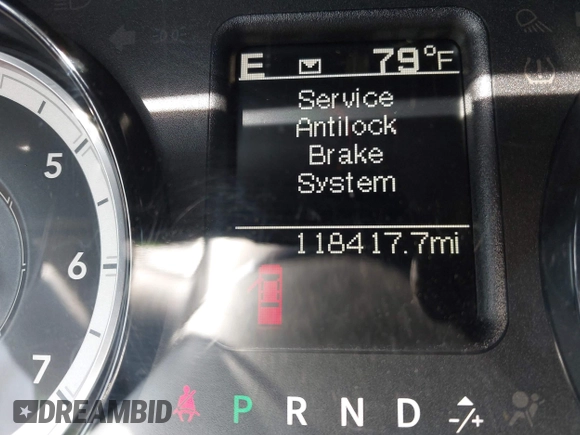 E 79°F
Service
Antilock
Brake
System
118417.7mi
5
6
7
P R N D -/+
DREAMBID